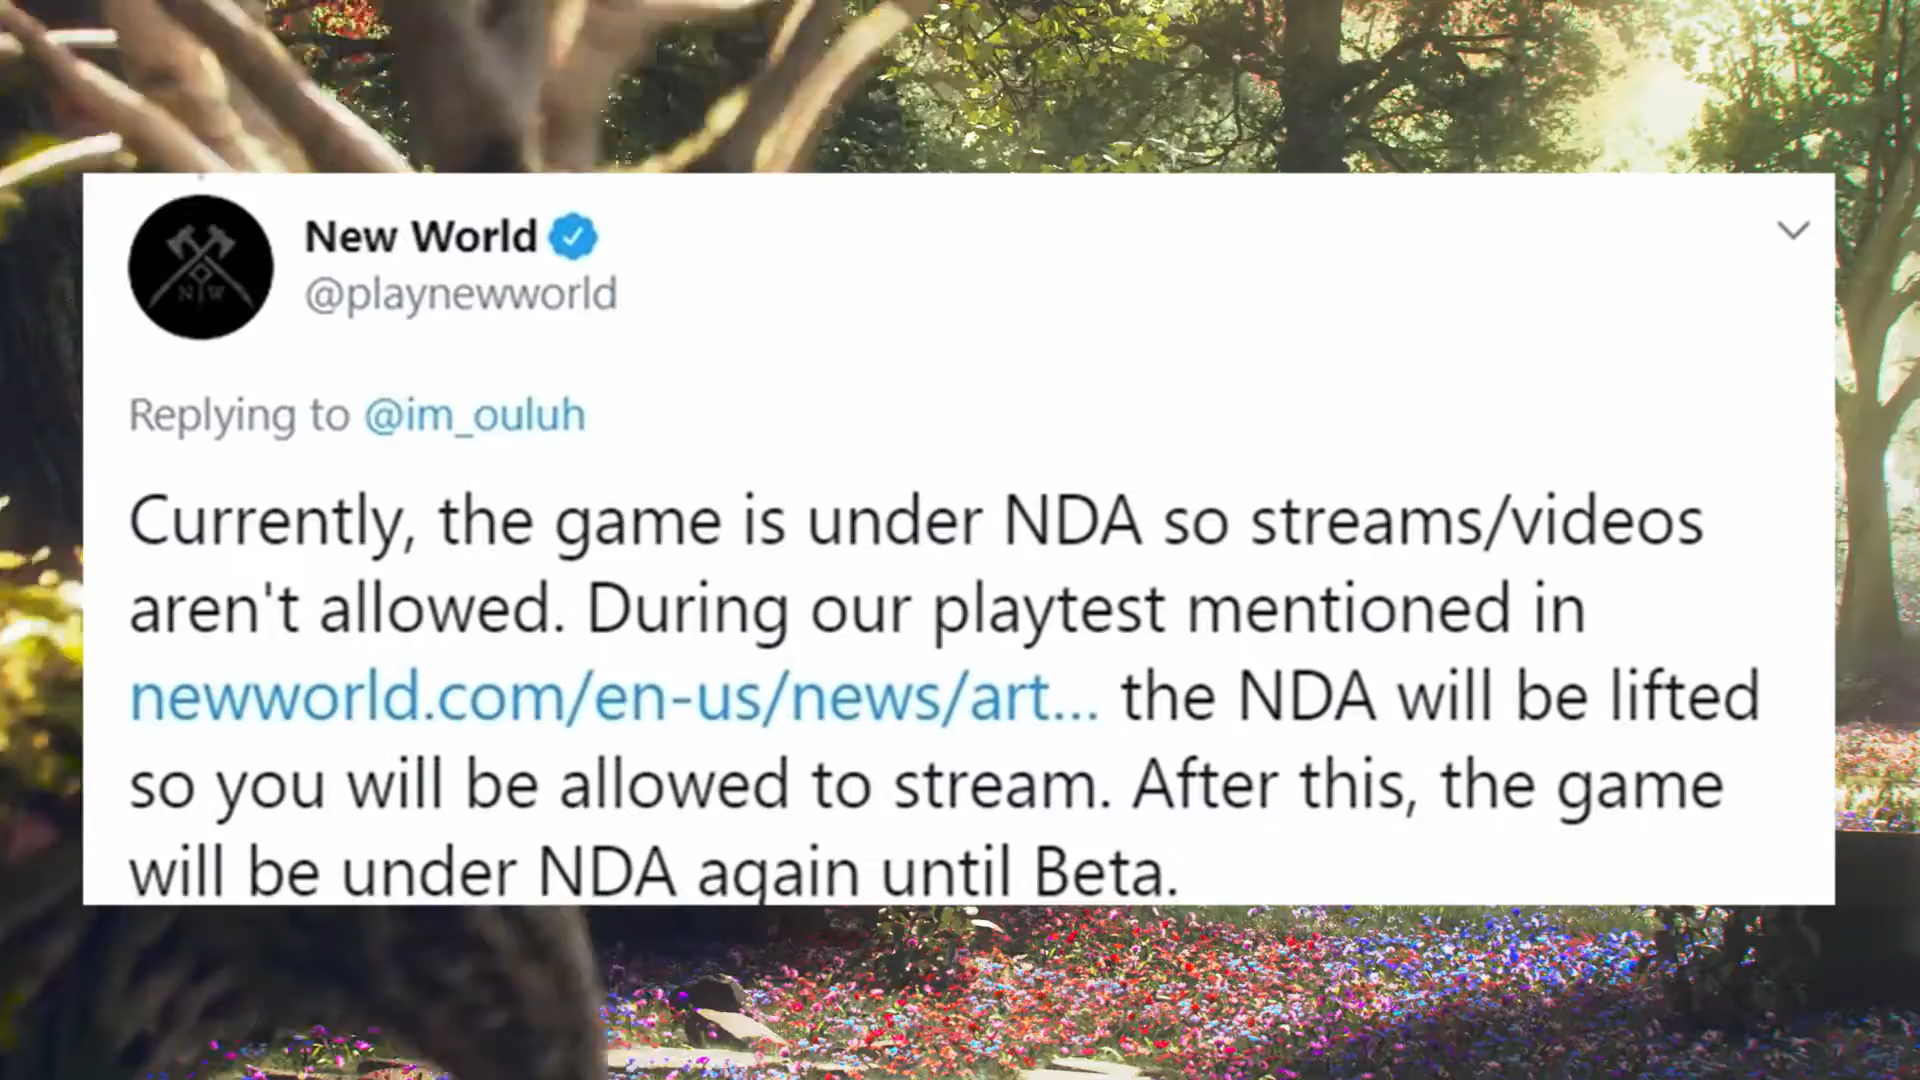 New World
@playnewworld
N W
Replying to @im_ouluh
Currently, the game is under NDA so streams/videos
aren't allowed. During our playtest mentioned in
newworld.com/en-us/news/art... the NDA will be lifted
so you will be allowed to stream. After this, the game
will be under NDA again until Beta.